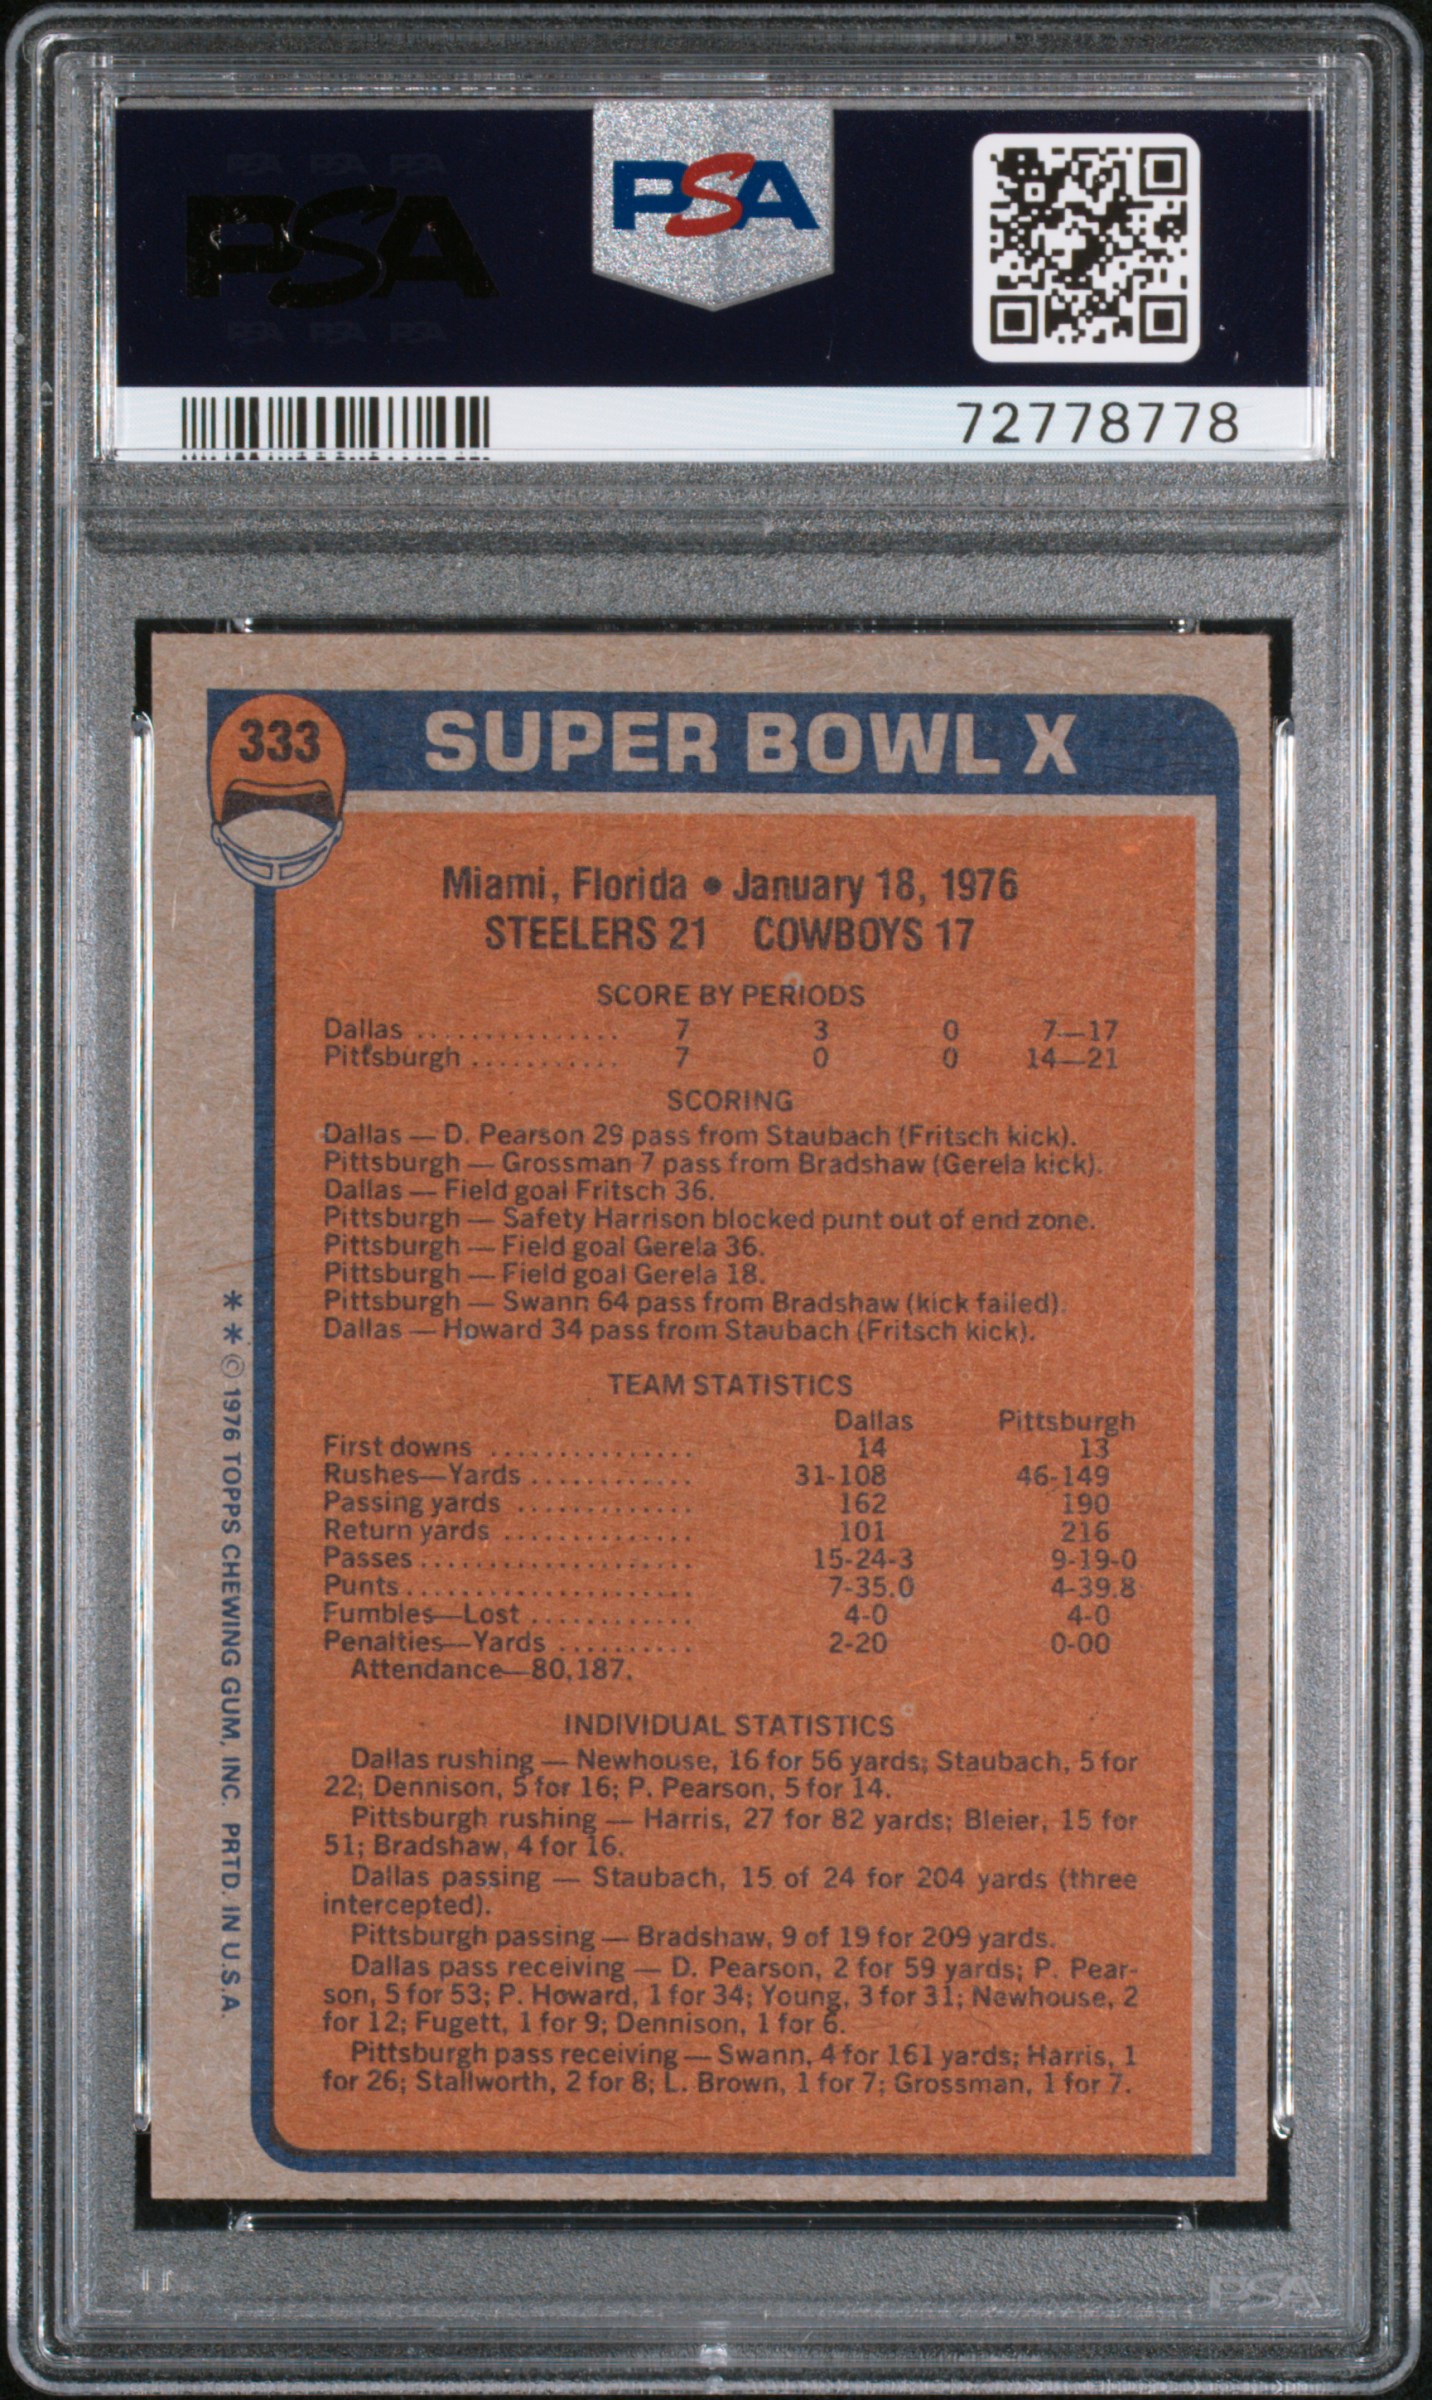 PSA PSA PSA
PSA
PSA PSA PSA
PSA
72778778
333
SUPER BOWL X
Miami, Florida • January 18, 1976
STEELERS 21 COWBOYS 17
SCORE BY PERIODS
Dallas ............... 7 3 0 7—17
Pittsburgh ........... 7 0 0 14—21
SCORING
Dallas — D. Pearson 29 pass from Staubach (Fritsch kick).
Pittsburgh — Grossman 7 pass from Bradshaw (Gerela kick).
Dallas — Field goal Fritsch 36.
Pittsburgh — Safety Harrison blocked punt out of end zone.
Pittsburgh — Field goal Gerela 36.
Pittsburgh — Field goal Gerela 18.
Pittsburgh — Swann 64 pass from Bradshaw (kick failed).
Dallas — Howard 34 pass from Staubach (Fritsch kick).
TEAM STATISTICS
Dallas Pittsburgh
First downs ............... 14 13
Rushes—Yards ............ 31-108 46-149
Passing yards ............. 162 190
Return yards .............. 101 216
Passes .................... 15-24-3 9-19-0
Punts ..................... 7-35.0 4-39.8
Fumbles—Lost ............ 4-0 4-0
Penalties—Yards .......... 2-20 0-00
Attendance—80,187.
INDIVIDUAL STATISTICS
Dallas rushing — Newhouse, 16 for 56 yards; Staubach, 5 for
22; Dennison, 5 for 16; P. Pearson, 5 for 14.
Pittsburgh rushing — Harris, 27 for 82 yards; Bleier, 15 for
51; Bradshaw, 4 for 16.
Dallas passing — Staubach, 15 of 24 for 204 yards (three
intercepted).
Pittsburgh passing — Bradshaw, 9 of 19 for 209 yards.
Dallas pass receiving — D. Pearson, 2 for 59 yards; P. Pear-
son, 5 for 53; P. Howard, 1 for 34; Young, 3 for 31; Newhouse, 2
for 12; Fugett, 1 for 9; Dennison, 1 for 6.
Pittsburgh pass receiving — Swann, 4 for 161 yards; Harris, 1
for 26; Stallworth, 2 for 8; L. Brown, 1 for 7; Grossman, 1 for 7.
* * © 1976 TOPPS CHEWING GUM, INC. PRTD. IN U.S.A.
PSA